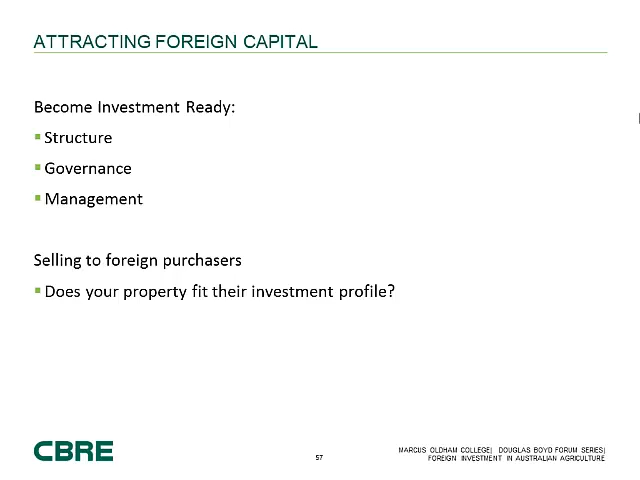 ATTRACTING FOREIGN CAPITAL
Become Investment Ready:
Structure
Governance
Management
Selling to foreign purchasers
Does your property fit their investment profile?
CBRE
57
MARCUS OLDHAM COLLEGE| DOUGLAS BOYD FORUM SERIES|
FOREIGN INVESTMENT IN AUSTRALIAN AGRICULTURE